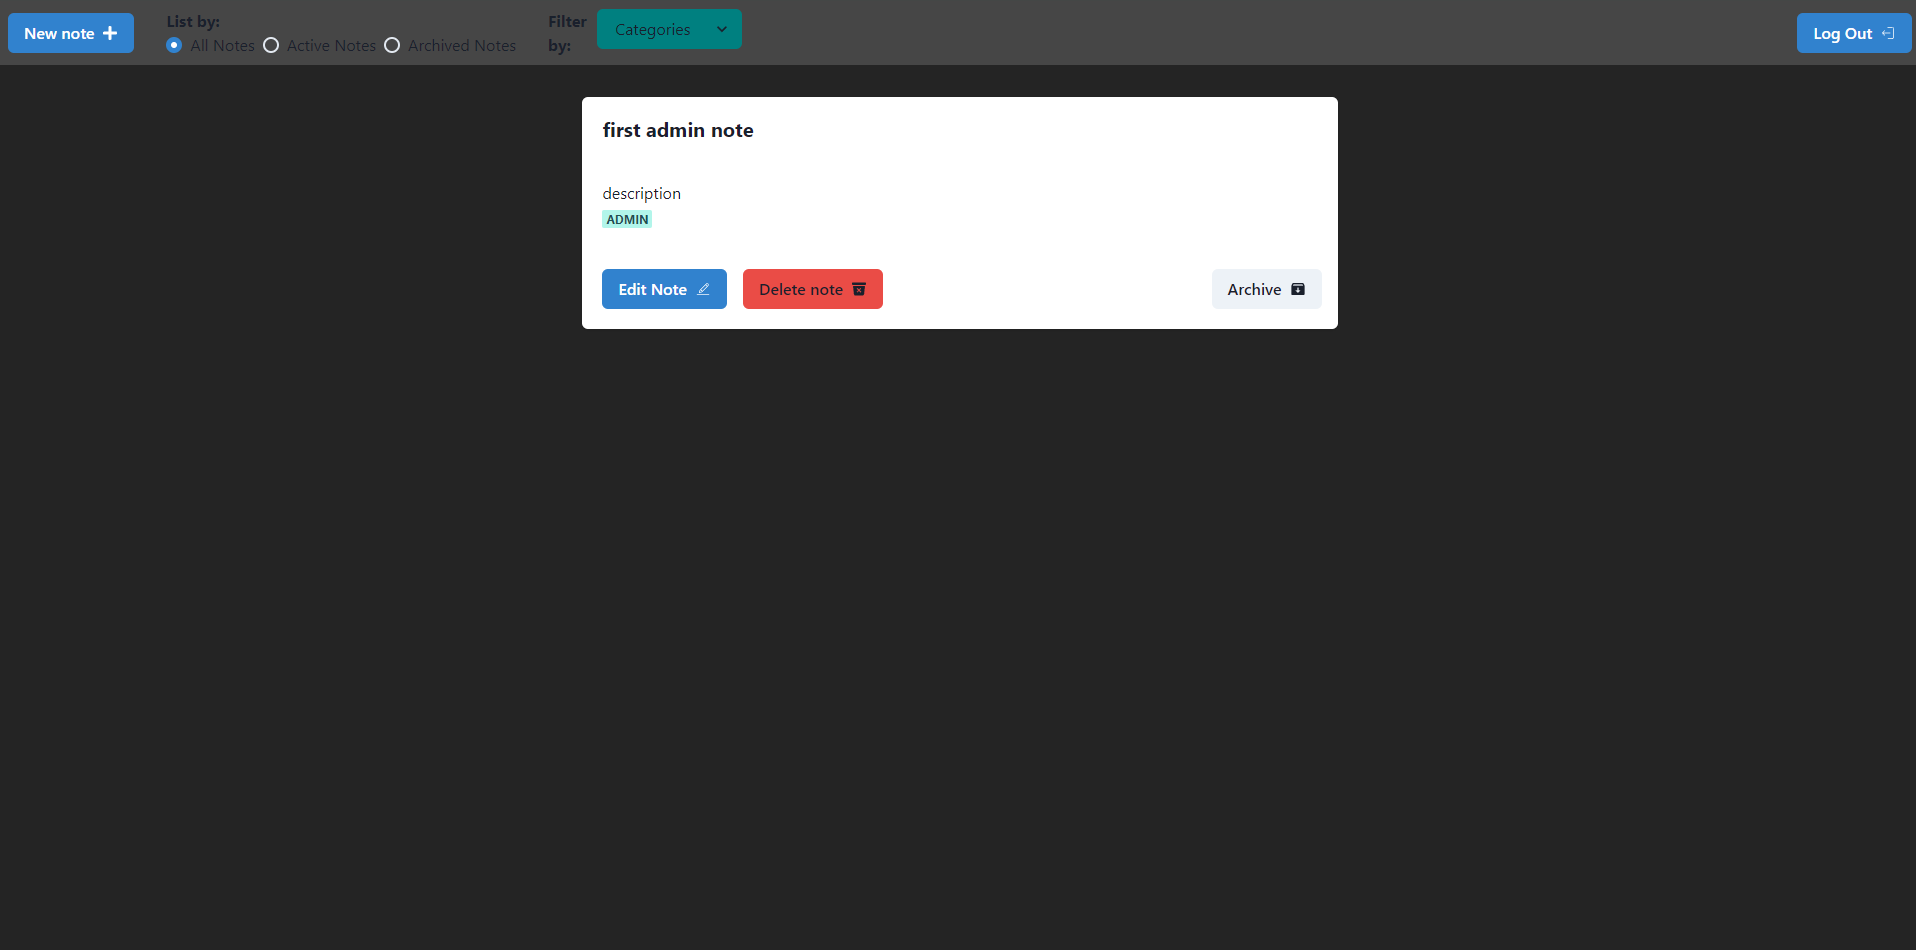 New note
List by:
All Notes Active Notes Archived Notes
Filter
by:
Categories
Log Out
first admin note
description
ADMIN
Edit Note
Delete note
Archive